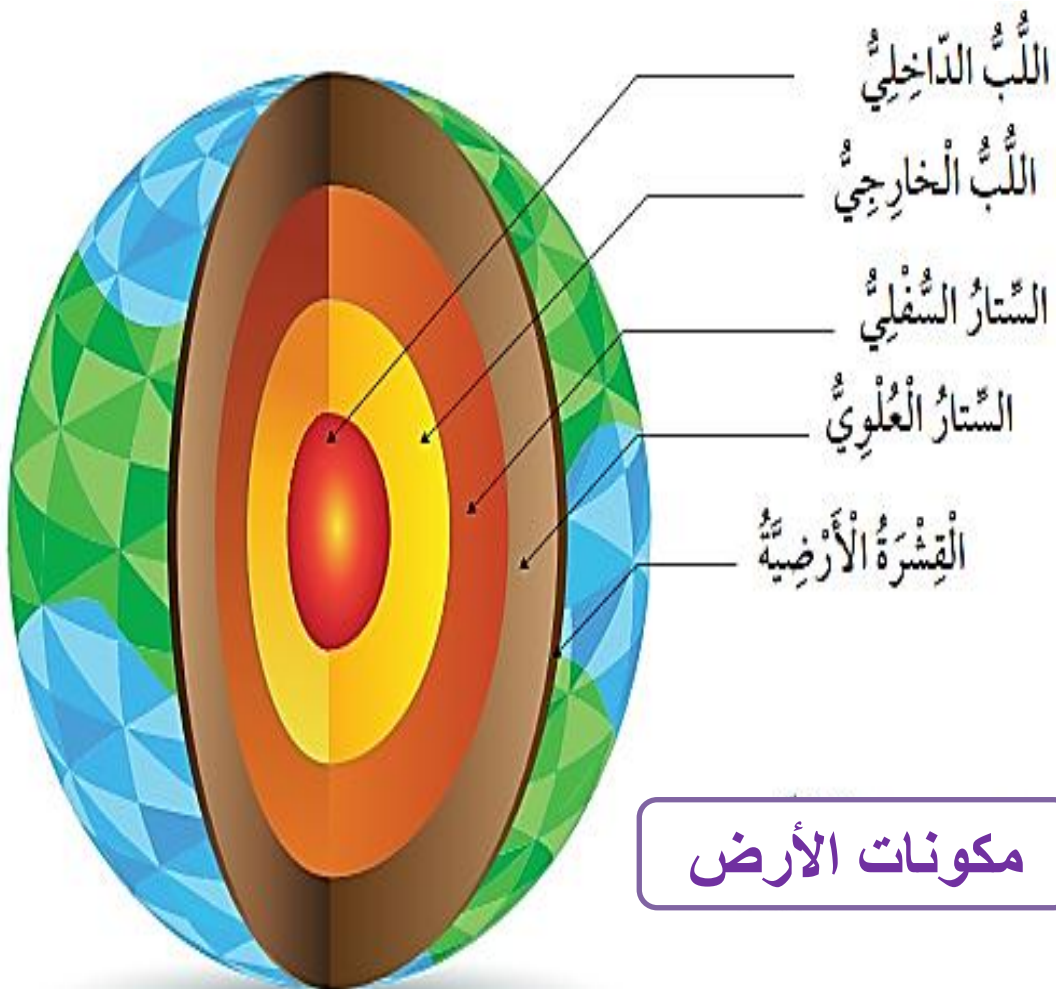 اللُّبُّ الدّاخِلِيُّ
اللُّبُّ الْخارِجِيُّ
السِّتارُ السُّفْلِيُّ
السِّتارُ الْعُلْوِيُّ
الْقِشْرَةُ الْأَرْضِيَّةُ
مكونات الأرض